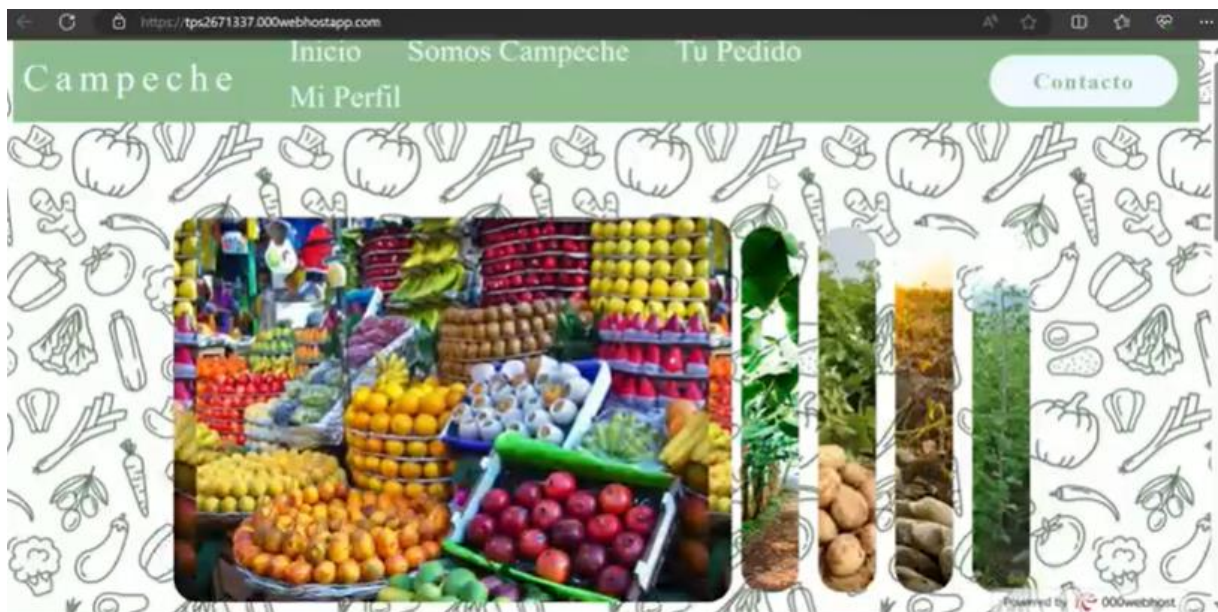 https://tps2671337.000webhostapp.com
Campeche
Inicio Somos Campeche Tu Pedido
Mi Perfil
Contacto
Powered by 000webhost